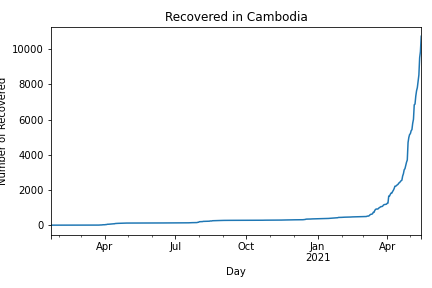 Recovered in Cambodia
Number of Recovered
10000
8000
6000
4000
2000
0
Apr
Jul
Oct
Jan
2021
Apr
Day